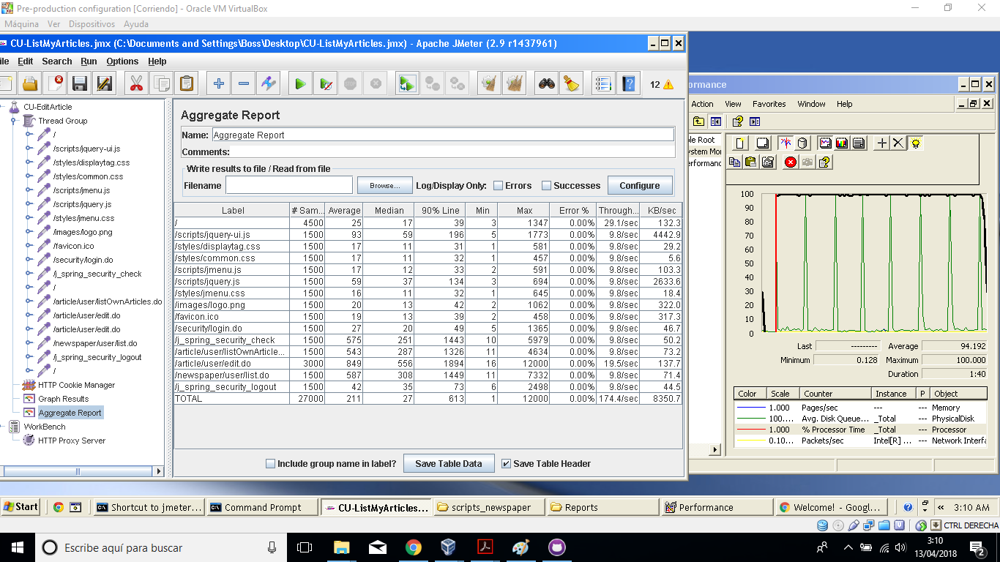 Pre-production configuration [Corriendo] - Oracle VM VirtualBox
Máquina Ver Dispositivos Ayuda
CU-ListMyArticles.jmx (C:\Documents and Settings\Boss\Desktop\CU-ListMyArticles.jmx) - Apache JMeter (2.9 r1437961)
ile Edit Search Run Options Help
12
CU-EditArticle
Thread Group
/
/scripts/jquery-ui.js
/styles/displaytag.css
/styles/common.css
/scripts/jmenu.js
/scripts/jquery.js
/styles/jmenu.css
/images/logo.png
/favicon.ico
/security/login.do
/j_spring_security_check
/
/article/user/listOwnArticles.do
/article/user/edit.do
/article/user/edit.do
/newspaper/user/list.do
/j_spring_security_logout
/
HTTP Cookie Manager
Graph Results
Aggregate Report
WorkBench
HTTP Proxy Server
Aggregate Report
Name: Aggregate Report
Comments:
Write results to file / Read from file
Filename Browse... Log/Display Only: Errors Successes Configure
Label # Sam... Average Median 90% Line Min Max Error % Through... KB/sec
/ 4500 25 17 39 3 1347 0.00% 29.1/sec 132.3
/scripts/jquery-ui.js 1500 93 59 196 5 1773 0.00% 9.8/sec 4442.9
/styles/displaytag.css 1500 17 11 31 1 581 0.00% 9.8/sec 29.2
/styles/common.css 1500 17 11 32 1 457 0.00% 9.8/sec 5.6
/scripts/jmenu.js 1500 17 12 33 2 591 0.00% 9.8/sec 103.3
/scripts/jquery.js 1500 59 37 134 3 694 0.00% 9.8/sec 2633.6
/styles/jmenu.css 1500 16 11 32 1 645 0.00% 9.8/sec 18.4
/images/logo.png 1500 20 13 42 2 1062 0.00% 9.8/sec 322.0
/favicon.ico 1500 19 13 39 2 458 0.00% 9.8/sec 317.3
/security/login.do 1500 27 20 49 5 1365 0.00% 9.8/sec 46.7
/j_spring_security_check 1500 575 251 1443 10 5979 0.00% 9.8/sec 50.2
/article/user/listOwnArticle... 1500 543 287 1326 11 4634 0.00% 9.8/sec 73.2
/article/user/edit.do 3000 849 556 1894 16 12000 0.00% 19.5/sec 137.7
/newspaper/user/list.do 1500 587 308 1449 11 7332 0.00% 9.8/sec 71.4
/j_spring_security_logout 1500 42 35 73 6 2498 0.00% 9.8/sec 44.5
TOTAL 27000 211 27 613 1 12000 0.00% 174.4/sec 8350.7
Include group name in label? Save Table Data Save Table Header
formance
Action View Favorites Window Help
ole Root
ystem Mo
erformanc
100
90
80
70
60
50
40
30
20
10
0
Last --------- Average 94.192
Minimum 0.128 Maximum 100.000
Duration 1:40
Color Scale Counter Instance P Object
1.000 Pages/sec --- --- Memory
100.... Avg. Disk Queue... _Total --- PhysicalDisk
1.000 % Processor Time _Total --- Processor
0.10... Packets/sec Intel[R] ... --- Network Interfa
Start Shortcut to jmeter... Command Prompt CU-ListMyArticles... scripts_newspaper Reports Performance Welcome! - Googl... « 3:10 AM
CTRL DERECHA
Escribe aquí para buscar
3:10
13/04/2018
2